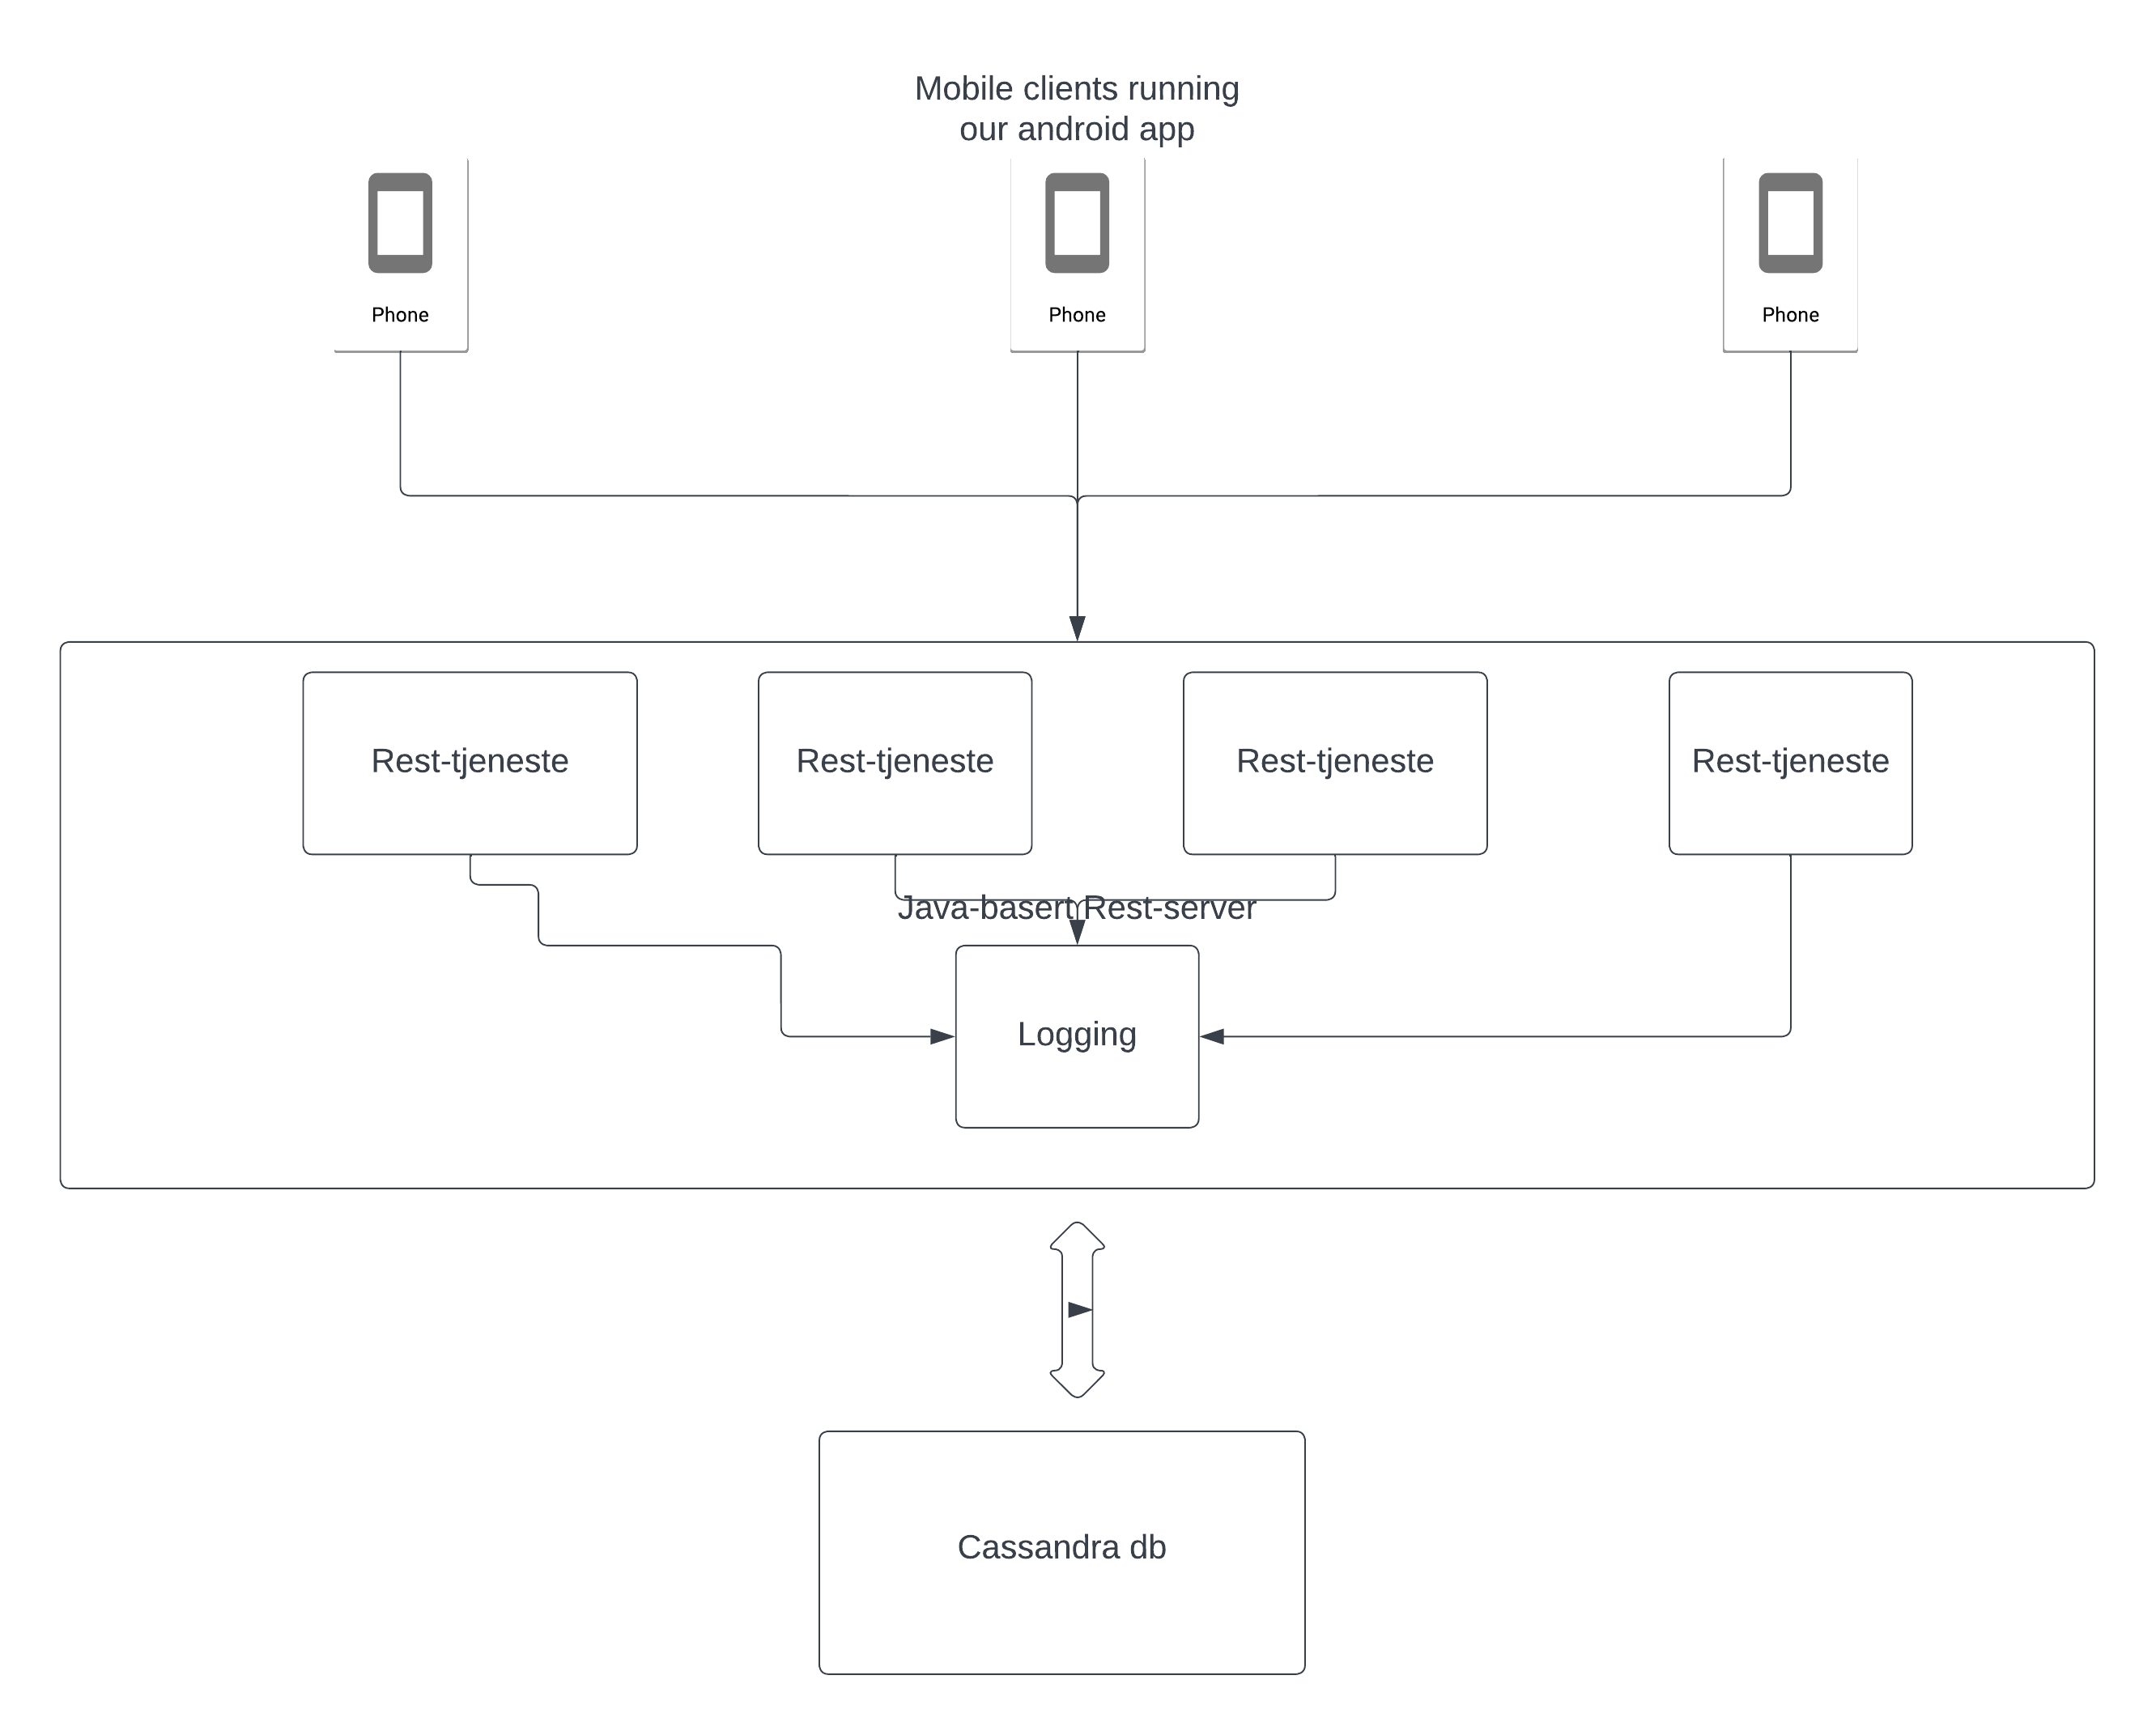 Mobile clients running
our android app
Phone
Phone
Phone
Rest-tjeneste
Rest-tjeneste
Rest-tjeneste
Rest-tjeneste
Java-basert Rest-server
Logging
Cassandra db